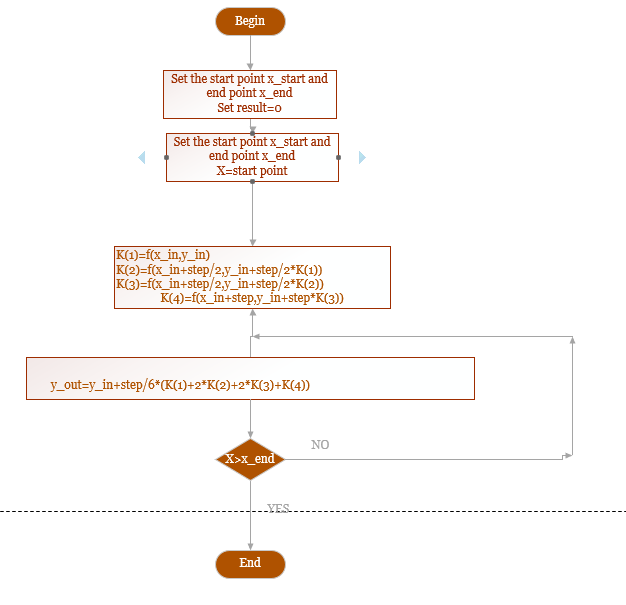 Begin
Set the start point x_start and
end point x_end
Set result=0
Set the start point x_start and
end point x_end
X=start point
K(1)=f(x_in,y_in)
K(2)=f(x_in+step/2,y_in+step/2*K(1))
K(3)=f(x_in+step/2,y_in+step/2*K(2))
K(4)=f(x_in+step,y_in+step*K(3))
y_out=y_in+step/6*(K(1)+2*K(2)+2*K(3)+K(4))
NO
X>x_end
YES
End